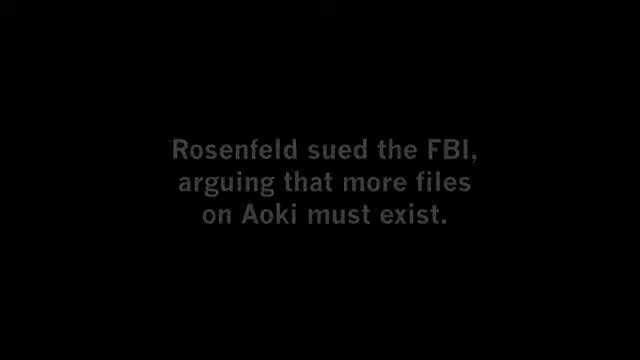 Rosenfeld sued the FBI,
arguing that more files
on Aoki must exist.